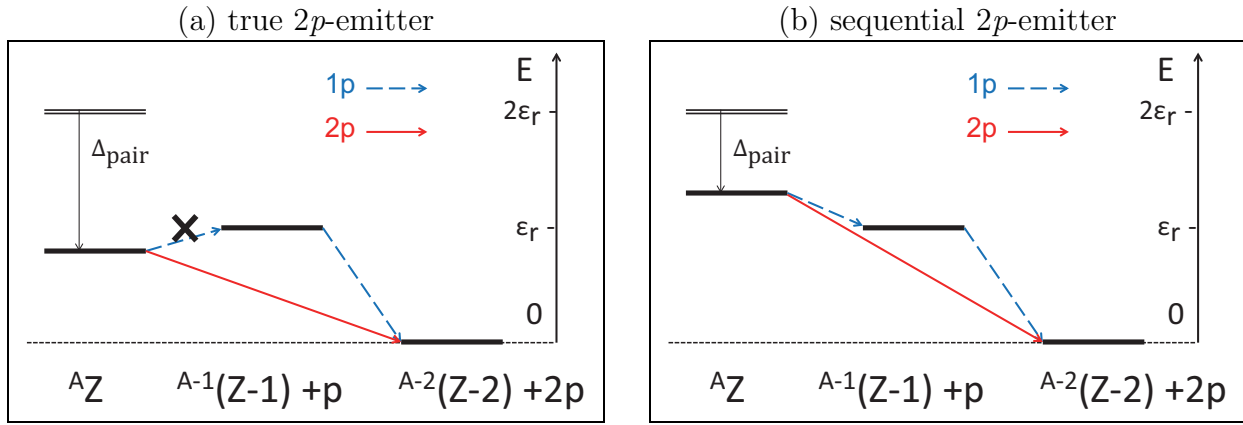 (a) true 2p-emitter
E
1p
2εr
2p
Δpair
εr
0
ᴬZ
ᴬ⁻¹(Z-1) +p
ᴬ⁻²(Z-2) +2p
(b) sequential 2p-emitter
E
1p
2εr
2p
Δpair
εr
0
ᴬZ
ᴬ⁻¹(Z-1) +p
ᴬ⁻²(Z-2) +2p